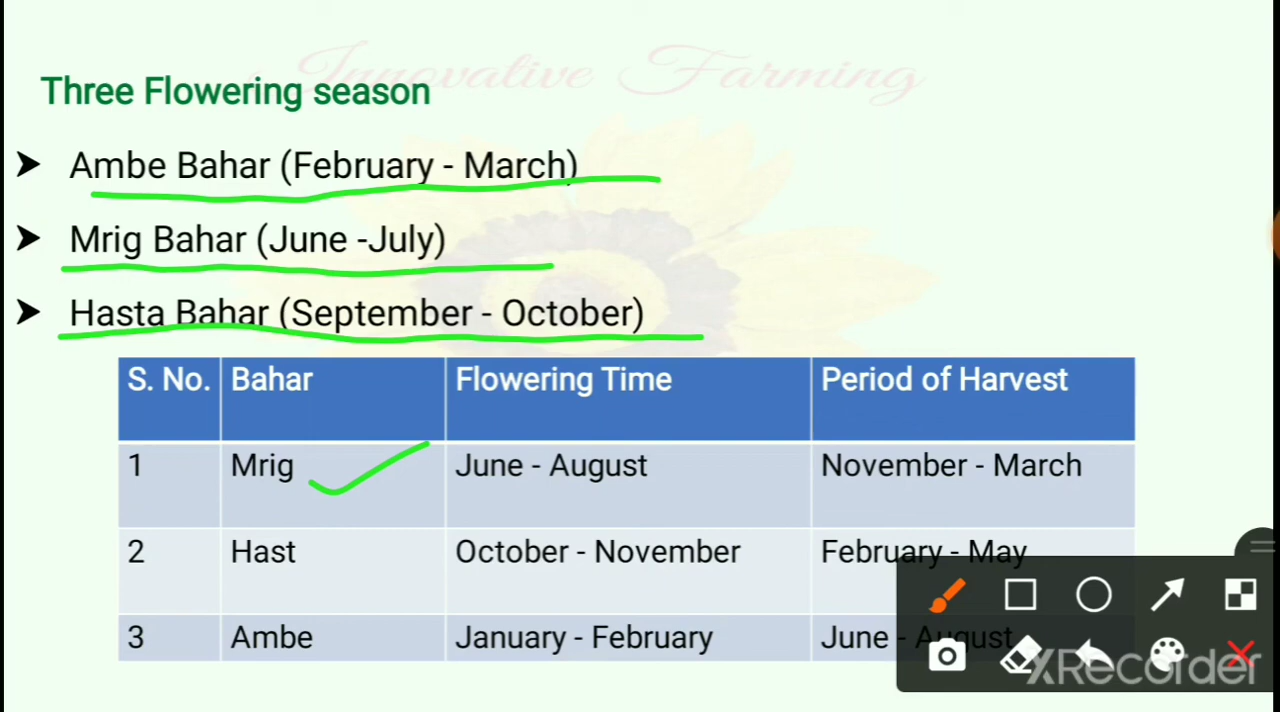 Innovative Farming
Three Flowering season
➤ Ambe Bahar (February - March)
➤ Mrig Bahar (June -July)
➤ Hasta Bahar (September - October)
S. No. Bahar Flowering Time Period of Harvest
1 Mrig June - August November - March
2 Hast October - November February - May
3 Ambe January - February June - August
XRecorder